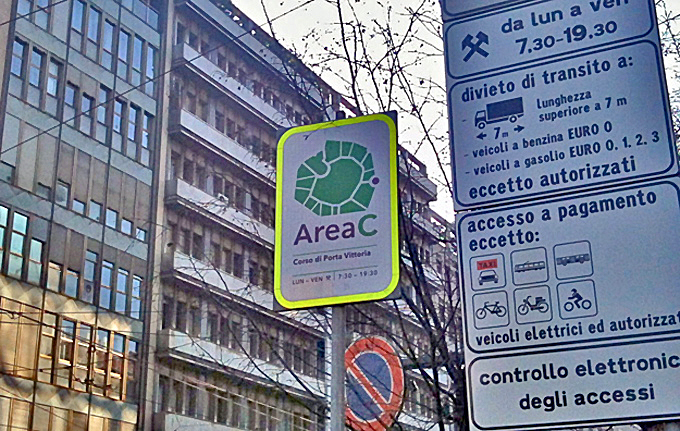 AreaC
Corso di Porta Vittoria
LUN - VEN 7:30 - 19:30
da lun a ven
7.30-19.30
divieto di transito a:
Lunghezza
superiore a 7 m
7 m
- veicoli a benzina EURO 0
- veicoli a gasolio EURO 0, 1, 2, 3
eccetto autorizzati
accesso a pagamento
eccetto:
TAXI
veicoli elettrici ed autorizzat
controllo elettronic
degli accessi